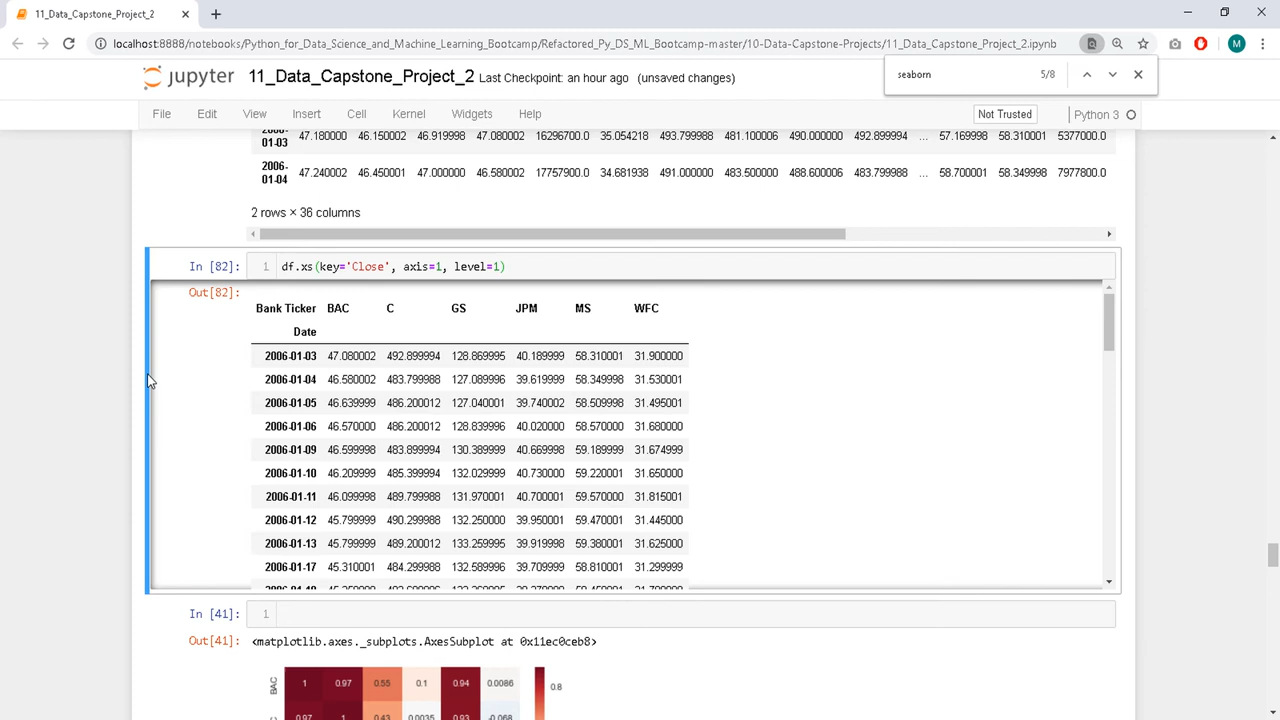 11_Data_Capstone_Project_2
localhost:8888/notebooks/Python_for_Data_Science_and_Machine_Learning_Bootcamp/Refactored_Py_DS_ML_Bootcamp-master/10-Data-Capstone-Projects/11_Data_Capstone_Project_2.ipynb
M
seaborn 5/8
jupyter 11_Data_Capstone_Project_2 Last Checkpoint: an hour ago (unsaved changes)
File Edit View Insert Cell Kernel Widgets Help Not Trusted Python 3
2006-
01-03 47.180000 46.150002 46.919998 47.080002 16296700.0 35.054218 493.799988 481.100006 490.000000 492.899994 ... 57.169998 58.310001 5377000.0
2006-
01-04 47.240002 46.450001 47.000000 46.580002 17757900.0 34.681938 491.000000 483.500000 488.600006 483.799988 ... 58.700001 58.349998 7977800.0
2 rows × 36 columns
In [82]: 1 df.xs(key='Close', axis=1, level=1)
Out[82]:
Bank Ticker BAC C GS JPM MS WFC
Date
2006-01-03 47.080002 492.899994 128.869995 40.189999 58.310001 31.900000
2006-01-04 46.580002 483.799988 127.089996 39.619999 58.349998 31.530001
2006-01-05 46.639999 486.200012 127.040001 39.740002 58.509998 31.495001
2006-01-06 46.570000 486.200012 128.839996 40.020000 58.570000 31.680000
2006-01-09 46.599998 483.899994 130.389999 40.669998 59.189999 31.674999
2006-01-10 46.209999 485.399994 132.029999 40.730000 59.220001 31.650000
2006-01-11 46.099998 489.799988 131.970001 40.700001 59.570000 31.815001
2006-01-12 45.799999 490.299988 132.250000 39.950001 59.470001 31.445000
2006-01-13 45.799999 489.200012 133.259995 39.919998 59.380001 31.625000
2006-01-17 45.310001 484.299988 132.589996 39.709999 58.810001 31.299999
In [41]: 1
Out[41]: <matplotlib.axes._subplots.AxesSubplot at 0x11ec0ceb8>
BAC 1 0.97 0.55 0.1 0.94 0.0086 0.8
0.97 1 0.43 0.0035 0.93 -0.068